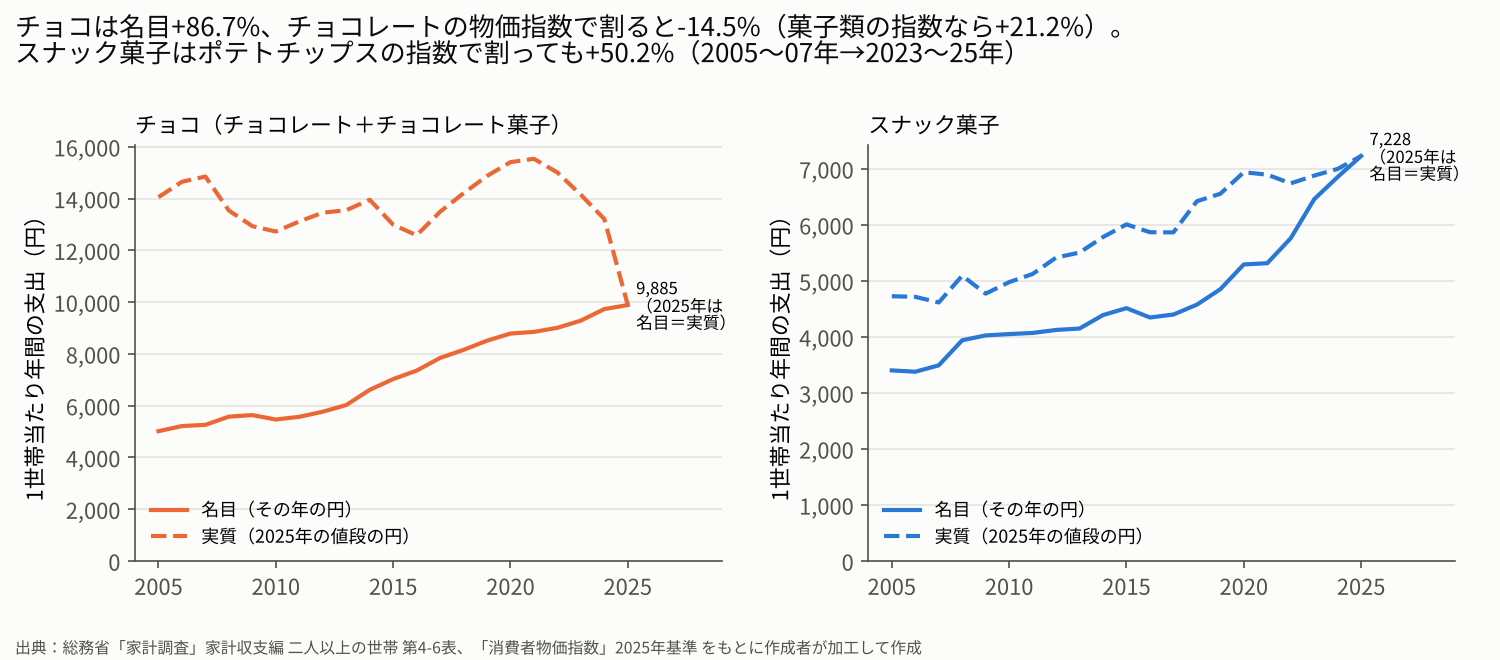 チョコは名目+86.7%、チョコレートの物価指数で割ると-14.5%（菓子類の指数なら+21.2%）。
スナック菓子はポテトチップスの指数で割っても+50.2%（2005～07年→2023～25年）
チョコ（チョコレート＋チョコレート菓子）
1世帯当たり年間の支出（円）
16,000
14,000
12,000
10,000
8,000
6,000
4,000
2,000
0
2005
2010
2015
2020
2025
9,885
（2025年は
名目＝実質）
名目（その年の円）
実質（2025年の値段の円）
スナック菓子
1世帯当たり年間の支出（円）
7,000
6,000
5,000
4,000
3,000
2,000
1,000
0
2005
2010
2015
2020
2025
7,228
（2025年は
名目＝実質）
名目（その年の円）
実質（2025年の値段の円）
出典：総務省「家計調査」家計収支編 二人以上の世帯 第4-6表、「消費者物価指数」2025年基準 をもとに作成者が加工して作成